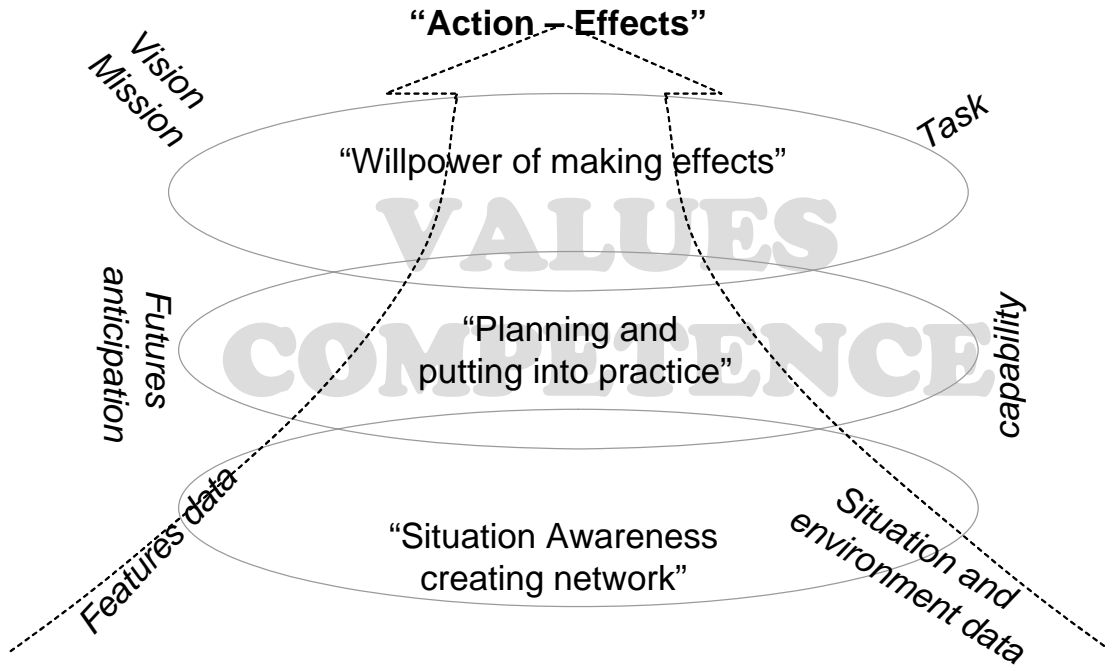 “Action – Effects”
Vision
Mission
Task
“Willpower of making effects”
VALUES
Futures
anticipation
“Planning and
putting into practice”
COMPETENCE
capability
Features data
“Situation Awareness
creating network”
Situation and
environment data